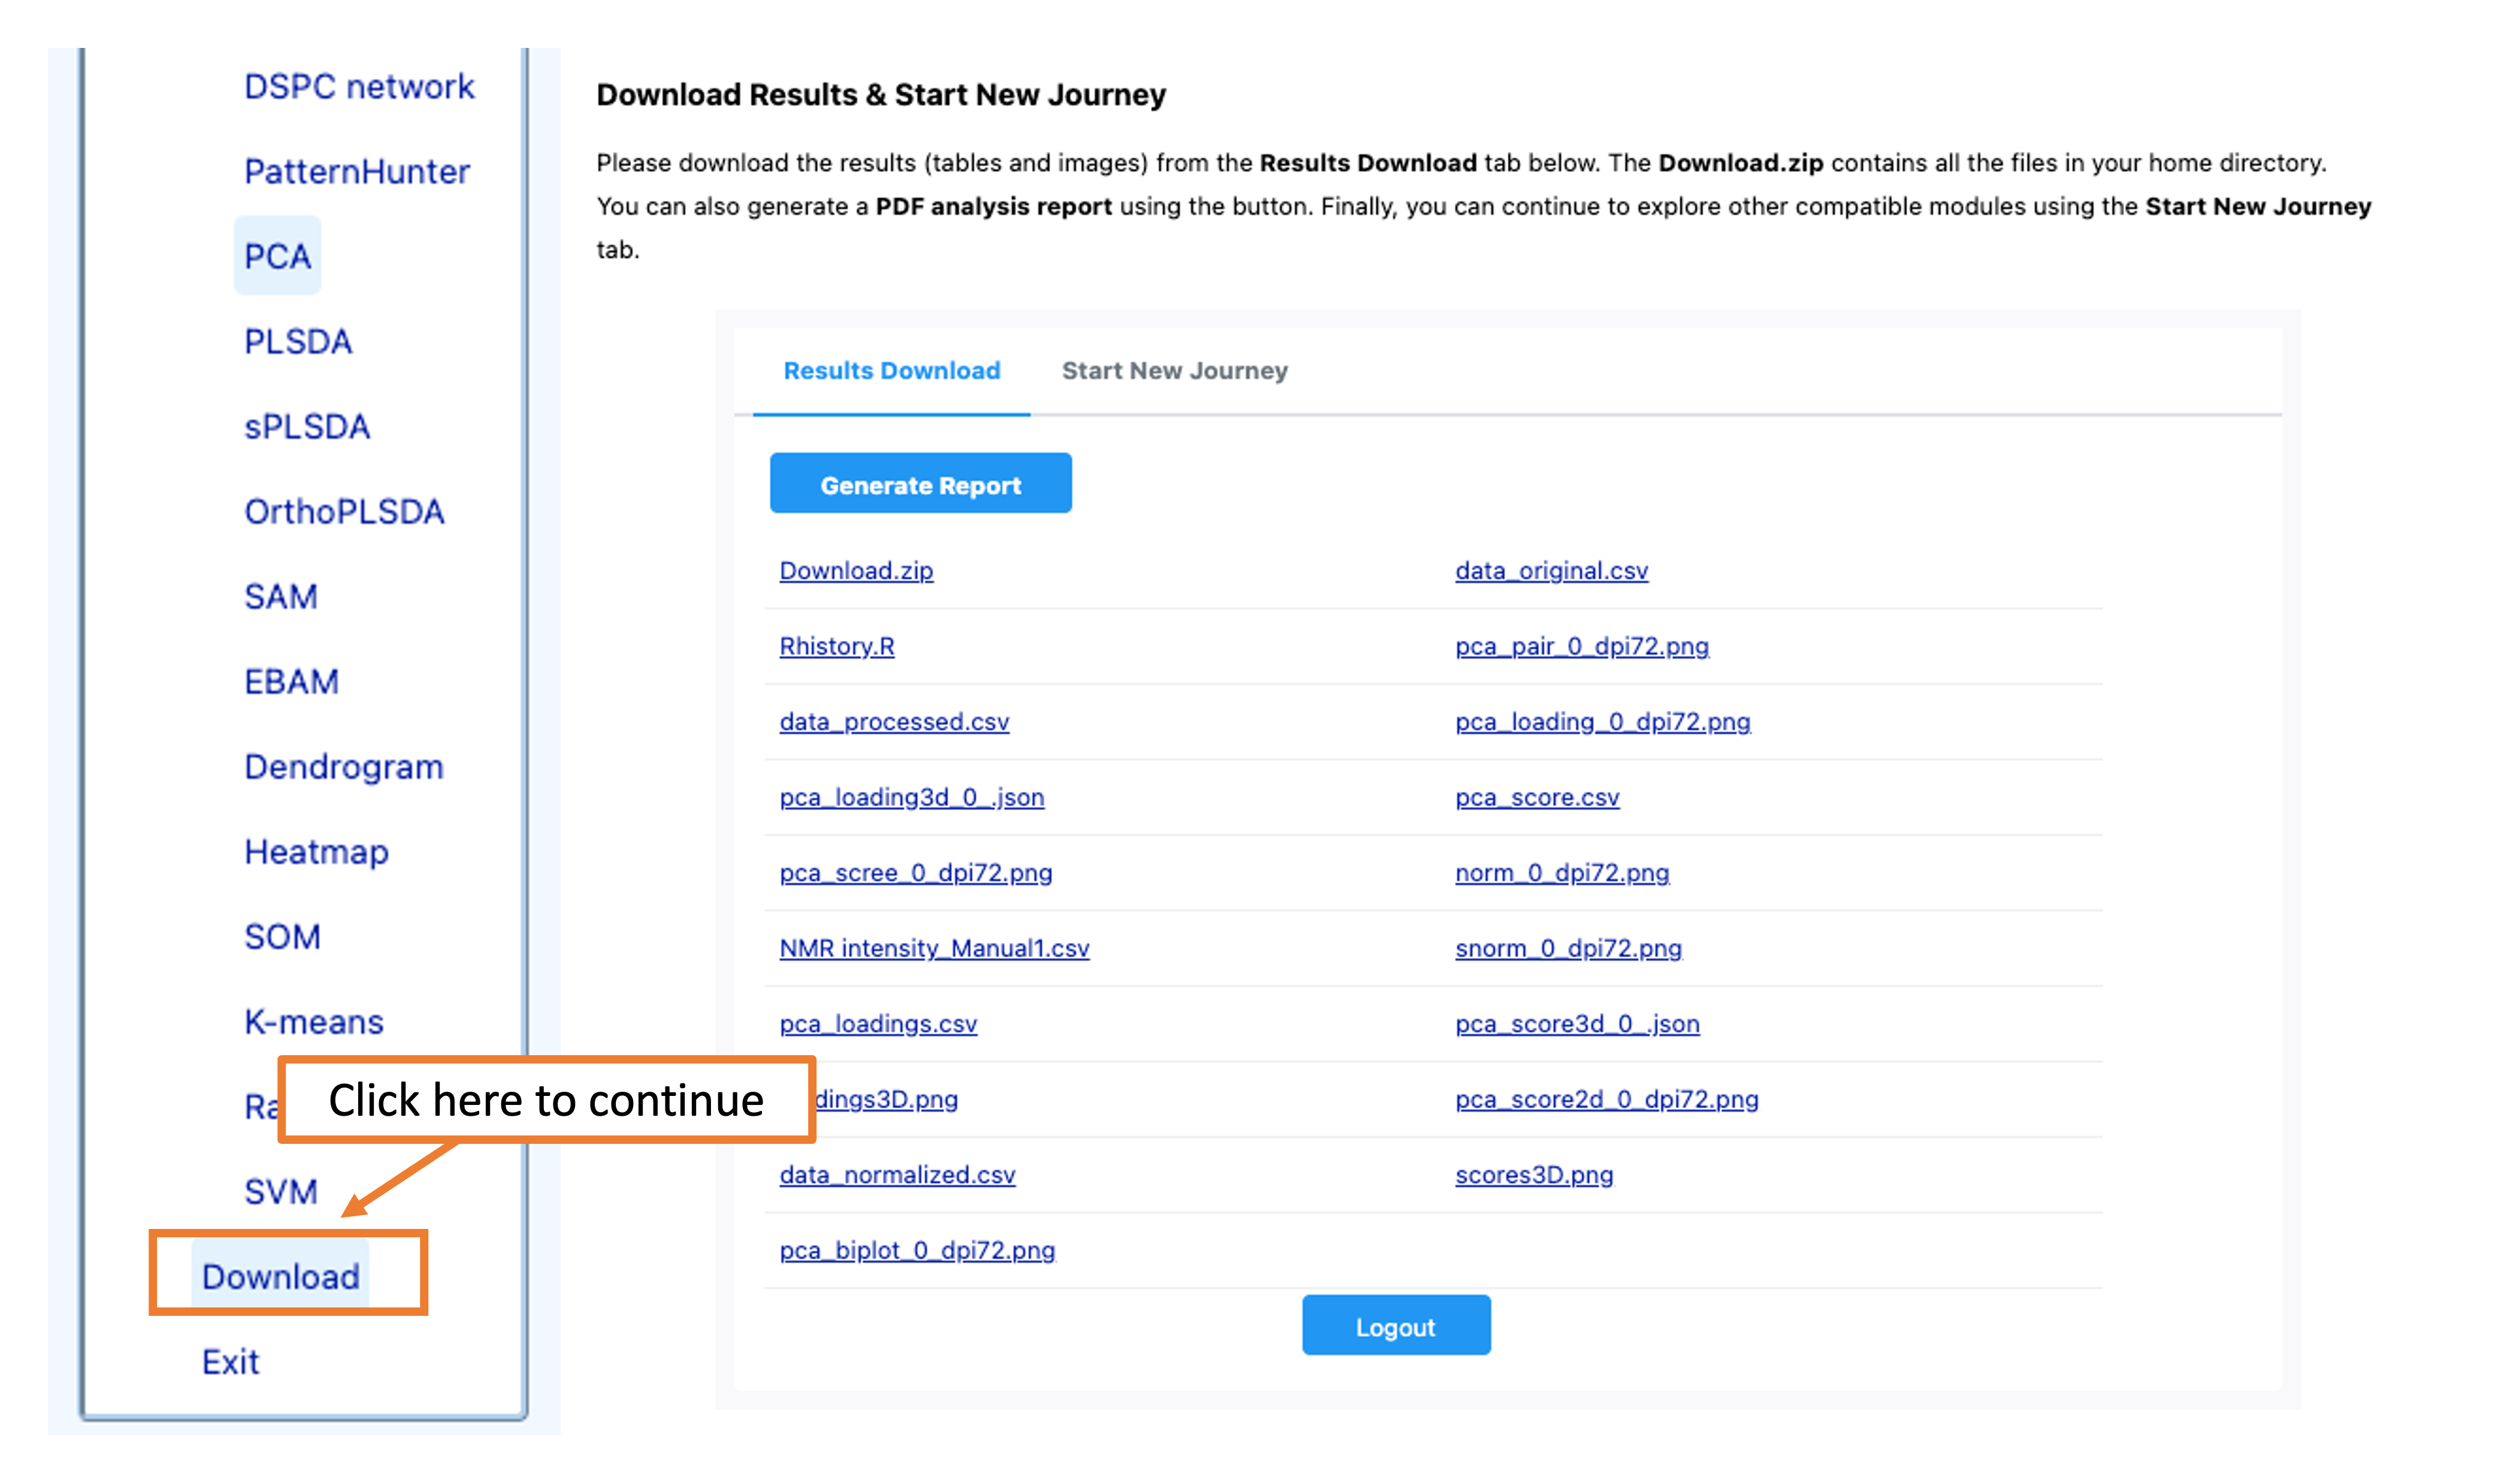 DSPC network
PatternHunter
PCA
PLSDA
sPLSDA
OrthoPLSDA
SAM
EBAM
Dendrogram
Heatmap
SOM
K-means
Click here to continue
SVM
Download
Exit
Download Results & Start New Journey
Please download the results (tables and images) from the Results Download tab below. The Download.zip contains all the files in your home directory.
You can also generate a PDF analysis report using the button. Finally, you can continue to explore other compatible modules using the Start New Journey
tab.
Results Download Start New Journey
Generate Report
Download.zip data_original.csv
Rhistory.R pca_pair_0_dpi72.png
data_processed.csv pca_loading_0_dpi72.png
pca_loading3d_0_.json pca_score.csv
pca_scree_0_dpi72.png norm_0_dpi72.png
NMR intensity_Manual1.csv snorm_0_dpi72.png
pca_loadings.csv pca_score3d_0_.json
dings3D.png pca_score2d_0_dpi72.png
data_normalized.csv scores3D.png
pca_biplot_0_dpi72.png
Logout